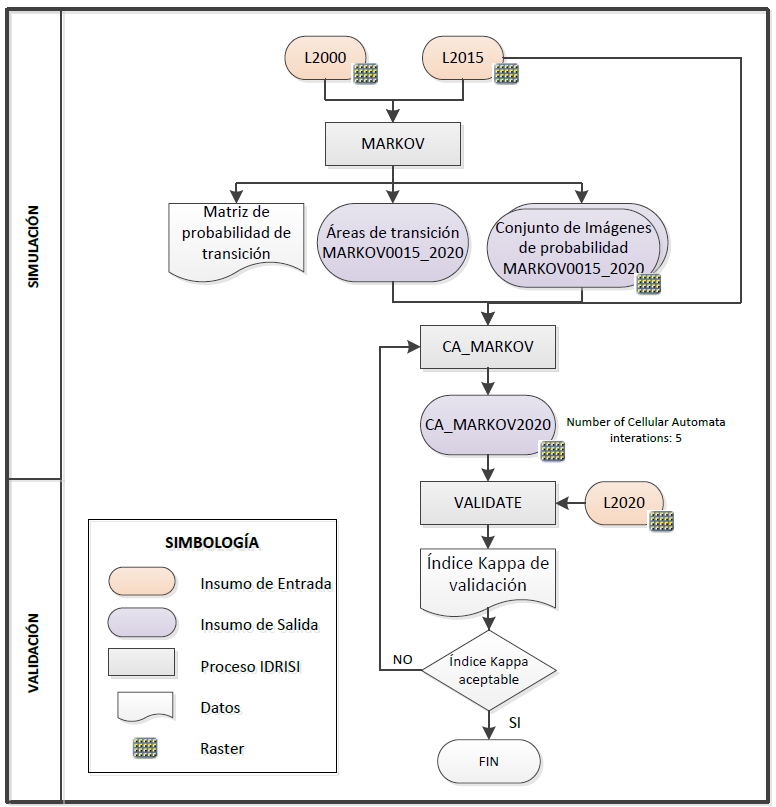 SIMULACIÓN
L2000
L2015
MARKOV
Matriz de
probabilidad de
transición
Áreas de transición
MARKOV0015_2020
Conjunto de Imágenes
de probabilidad
MARKOV0015_2020
CA_MARKOV
CA_MARKOV2020
Number of Cellular Automata
interations: 5
VALIDACIÓN
VALIDATE
L2020
Índice Kappa de
validación
Índice Kappa
aceptable
NO
SI
FIN
SIMBOLOGÍA
Insumo de Entrada
Insumo de Salida
Proceso IDRISI
Datos
Raster